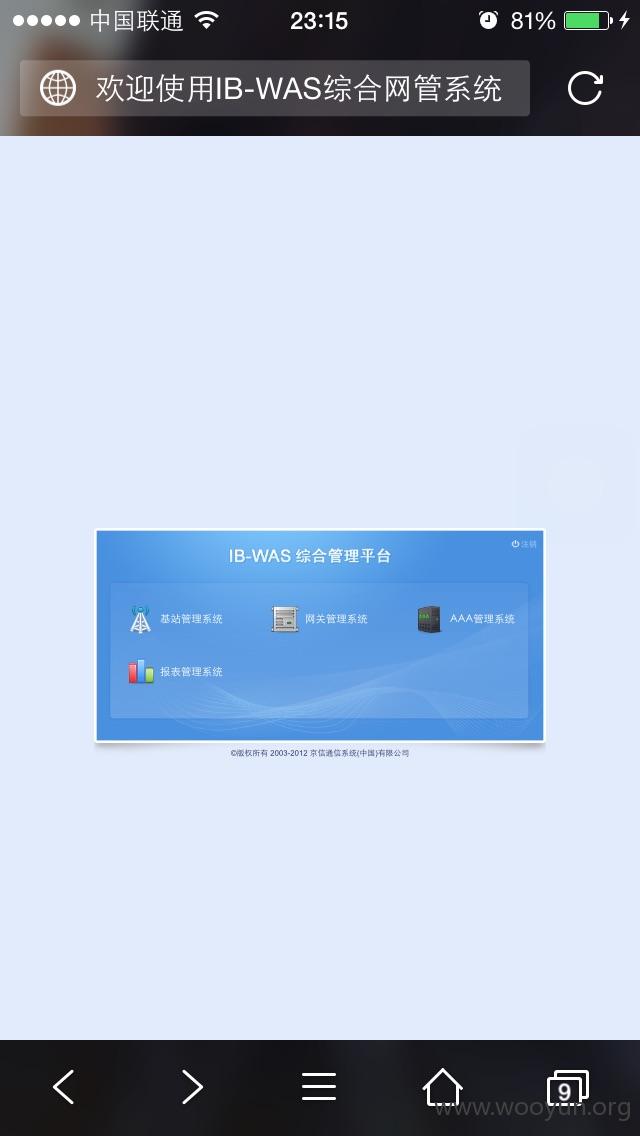 中国联通 23:15 81%
欢迎使用IB-WAS综合网管系统
IB-WAS 综合管理平台
注销
基站管理系统 网关管理系统 AAA管理系统
报表管理系统
©版权所有 2003-2012 京信通信系统(中国)有限公司
9
www.wooyun.org